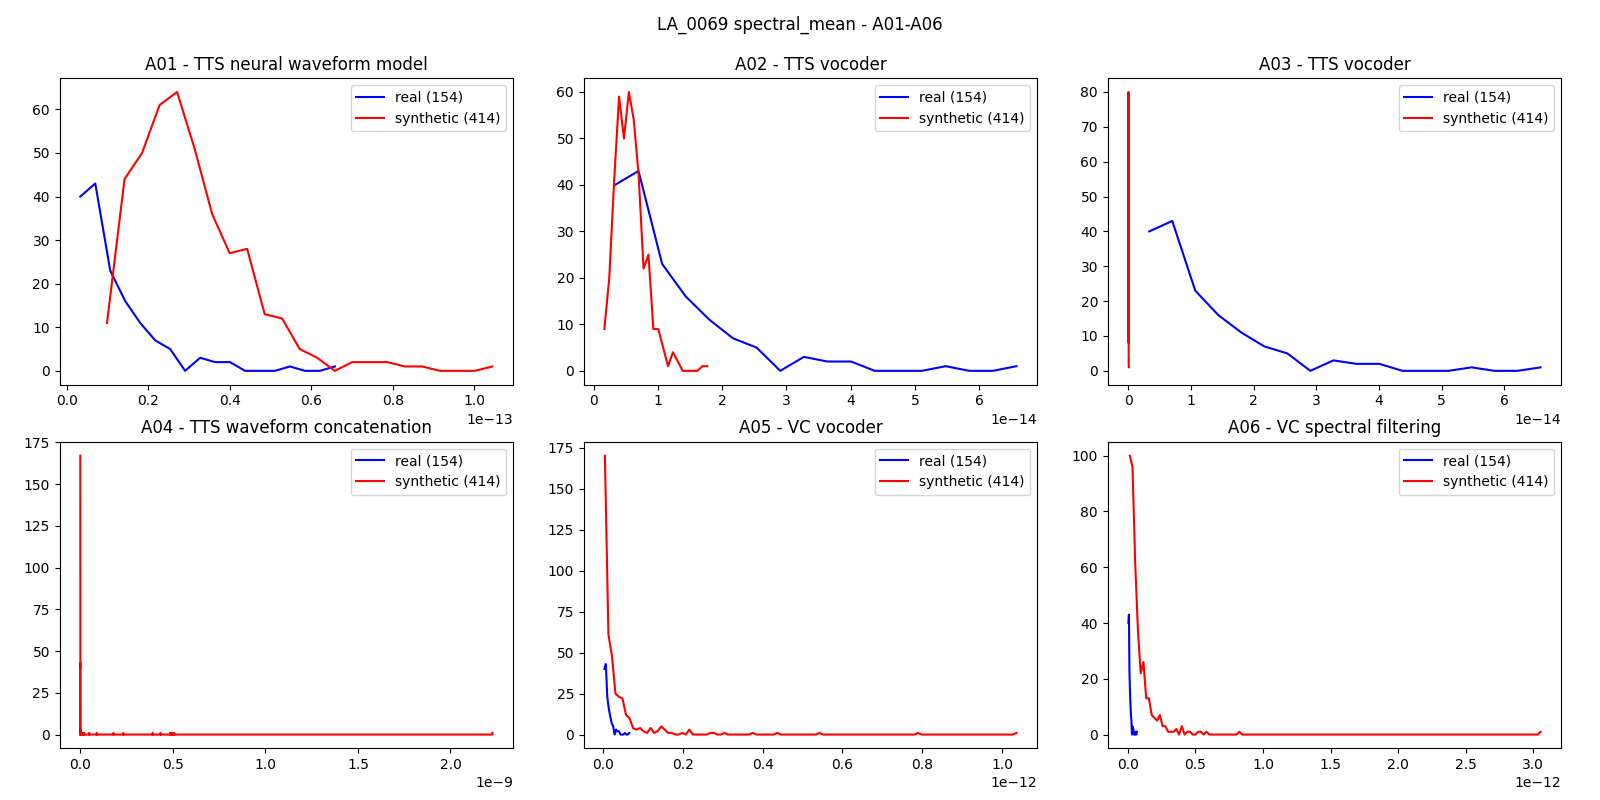 LA_0069 spectral_mean - A01-A06
A01 - TTS neural waveform model
real (154)
synthetic (414)
60
50
40
30
20
10
0
0.0 0.2 0.4 0.6 0.8 1.0
1e−13
A02 - TTS vocoder
real (154)
synthetic (414)
60
50
40
30
20
10
0
0 1 2 3 4 5 6
1e−14
A03 - TTS vocoder
real (154)
synthetic (414)
80
70
60
50
40
30
20
10
0
0 1 2 3 4 5 6
1e−14
A04 - TTS waveform concatenation
real (154)
synthetic (414)
175
150
125
100
75
50
25
0
0.0 0.5 1.0 1.5 2.0
1e−9
A05 - VC vocoder
real (154)
synthetic (414)
175
150
125
100
75
50
25
0
0.0 0.2 0.4 0.6 0.8 1.0
1e−12
A06 - VC spectral filtering
real (154)
synthetic (414)
100
80
60
40
20
0
0.0 0.5 1.0 1.5 2.0 2.5 3.0
1e−12